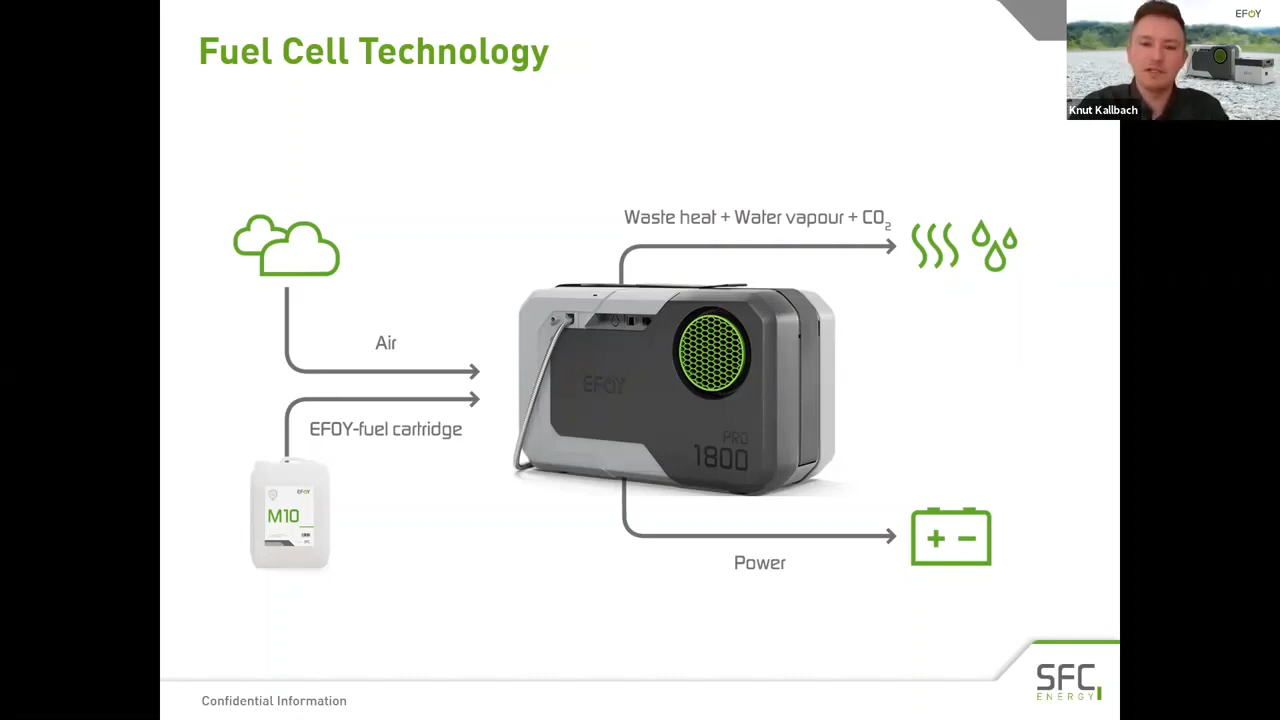 Fuel Cell Technology
EFOY
Knut Kallbach
Waste heat + Water vapour + CO2
Air
EFOY-fuel cartridge
EFOY
PRO
1800
EFOY
M10
Power
SFC
ENERGY
Confidential Information